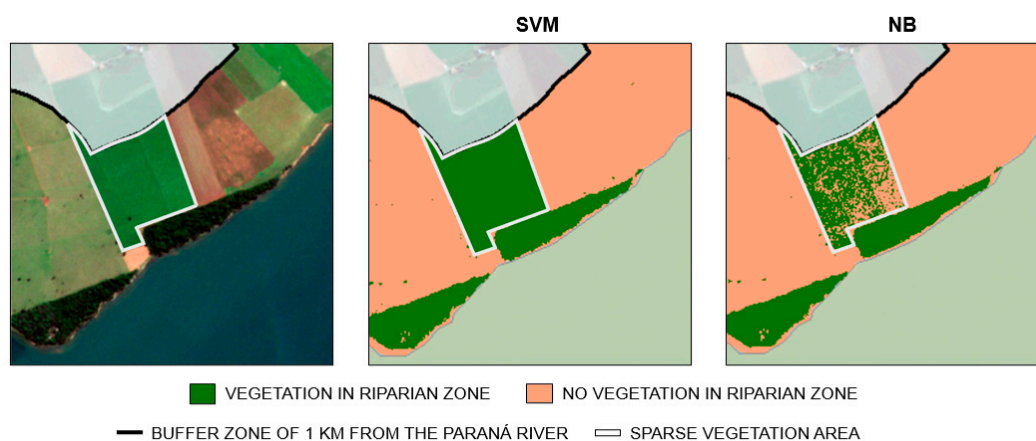 SVM
NB
VEGETATION IN RIPARIAN ZONE
NO VEGETATION IN RIPARIAN ZONE
BUFFER ZONE OF 1 KM FROM THE PARANÁ RIVER
SPARSE VEGETATION AREA